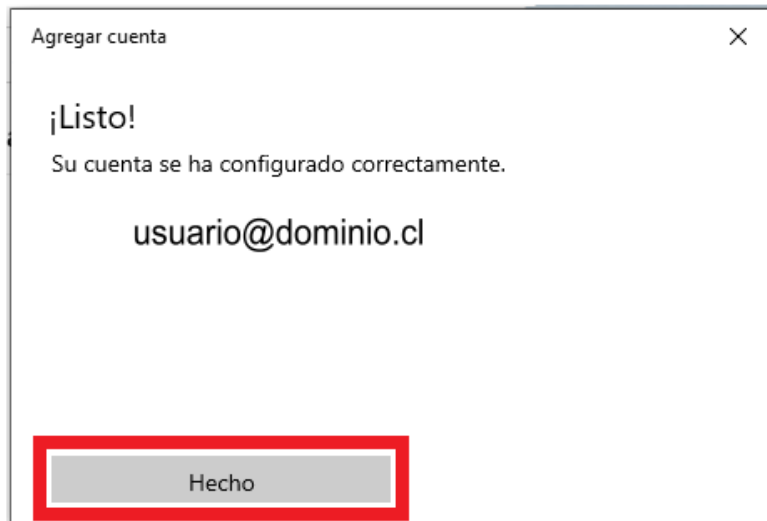 Agregar cuenta
¡Listo!
Su cuenta se ha configurado correctamente.
usuario@dominio.cl
Hecho